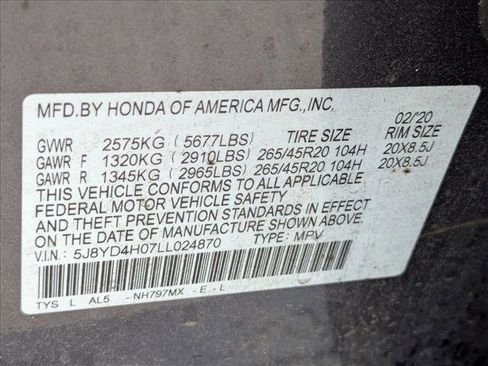 MFD. BY HONDA OF AMERICA MFG., INC.
02/20
GVWR 2575KG (5677LBS) TIRE SIZE RIM SIZE
GAWR F 1320KG (2910LBS) 265/45R20 104H 20X8.5J
GAWR R 1345KG (2965LBS) 265/45R20 104H 20X8.5J
THIS VEHICLE CONFORMS TO ALL APPLICABLE
FEDERAL MOTOR VEHICLE SAFETY
AND THEFT PREVENTION STANDARDS IN EFFECT
ON THE DATE OF MANUFACTURE SHOWN ABOVE.
V.I.N: 5J8YD4H07LL024870 TYPE: MPV
TYS L AL5 -NH797MX -E-L